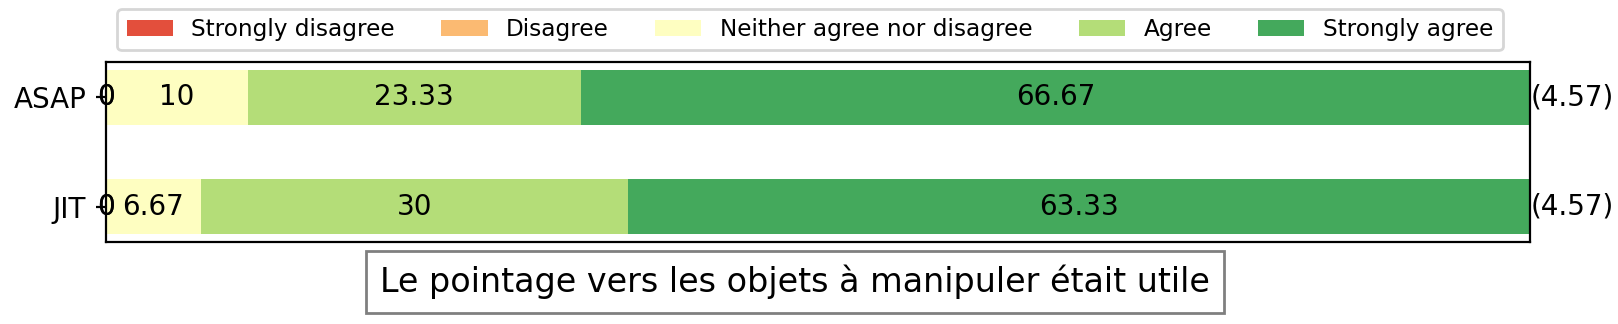 Strongly disagree Disagree Neither agree nor disagree Agree Strongly agree
ASAP 0 10 23.33 66.67 (4.57)
JIT 0 6.67 30 63.33 (4.57)
Le pointage vers les objets à manipuler était utile